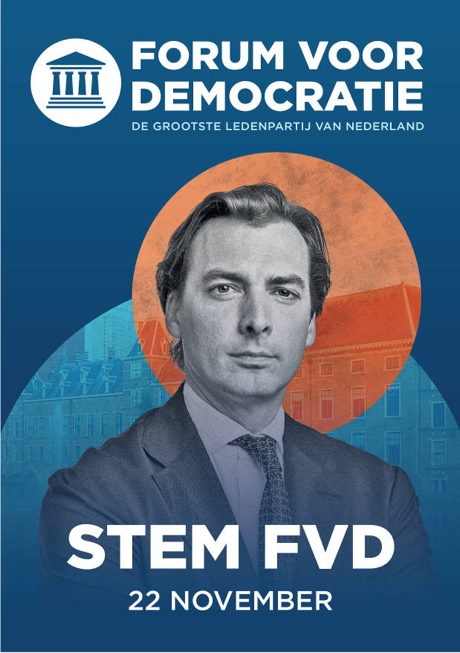 FORUM VOOR
DEMOCRATIE
DE GROOTSTE LEDENPARTIJ VAN NEDERLAND
STEM FVD
22 NOVEMBER